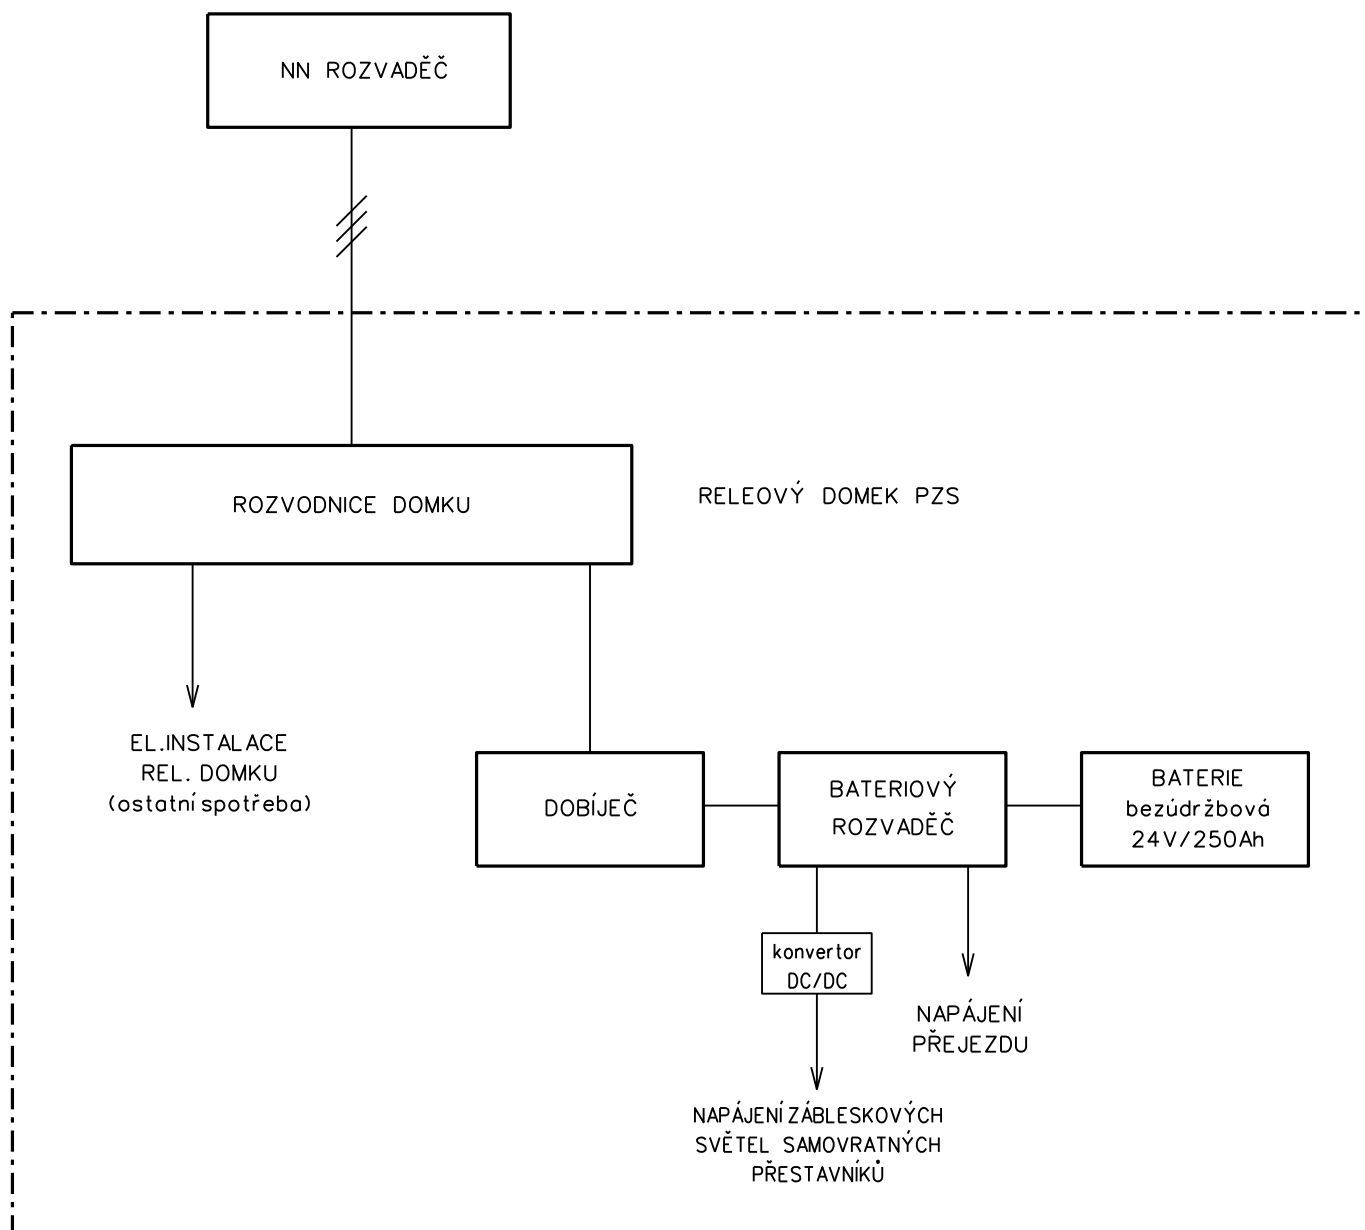 NN ROZVADĚČ
ROZVODNICE DOMKU
RELEOVÝ DOMEK PZS
EL.INSTALACE
REL. DOMKU
(ostatní spotřeba)
DOBÍJEČ
BATERIOVÝ
ROZVADĚČ
BATERIE
bezúdržbová
24V/250Ah
konvertor
DC/DC
NAPÁJENÍ
PŘEJEZDU
NAPÁJENÍ ZÁBLESKOVÝCH
SVĚTEL SAMOVRATNÝCH
PŘESTAVNÍKŮ